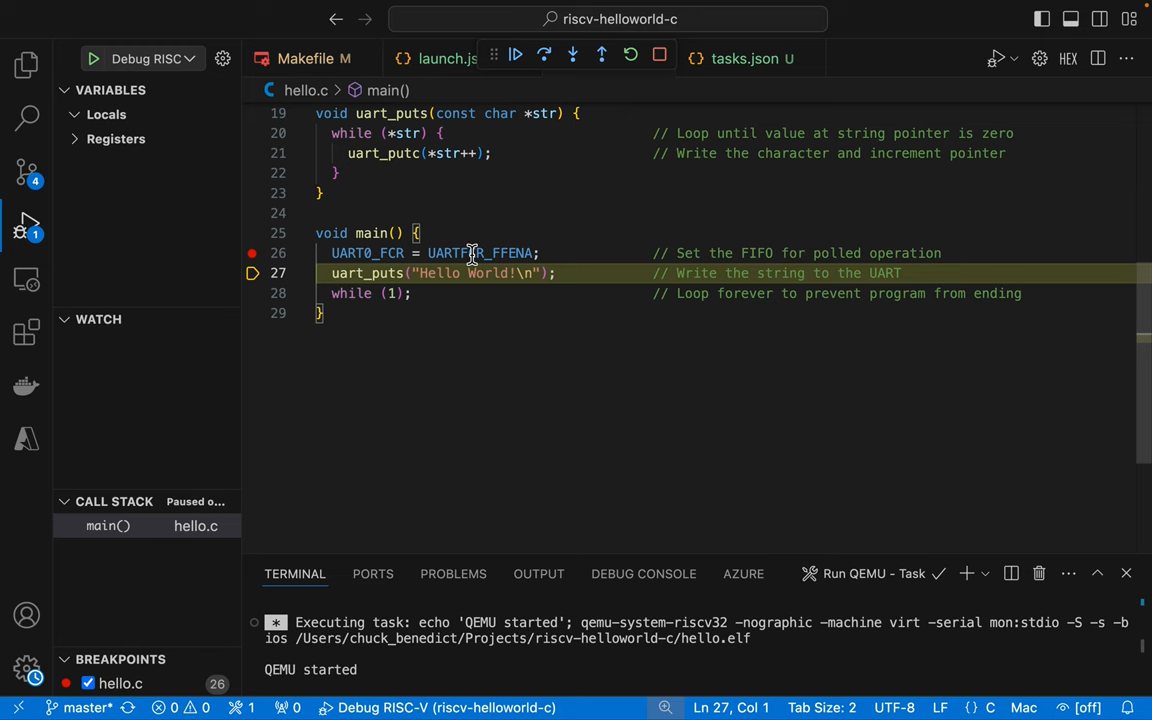 riscv-helloworld-c
Debug RISC
Makefile M
launch.js
tasks.json U
HEX
VARIABLES
hello.c > main()
Locals
Registers
19 void uart_puts(const char *str) {
20 while (*str) { // Loop until value at string pointer is zero
21 uart_putc(*str++); // Write the character and increment pointer
22 }
23 }
24
25 void main() {
26 UART0_FCR = UARTFCR_FFENA; // Set the FIFO for polled operation
27 uart_puts("Hello World!\n"); // Write the string to the UART
28 while (1); // Loop forever to prevent program from ending
29 }
4
1
WATCH
CALL STACK Paused o...
main() hello.c
BREAKPOINTS
hello.c 26
TERMINAL PORTS PROBLEMS OUTPUT DEBUG CONSOLE AZURE Run QEMU - Task
* Executing task: echo 'QEMU started'; qemu-system-riscv32 -nographic -machine virt -serial mon:stdio -S -s -b
ios /Users/chuck_benedict/Projects/riscv-helloworld-c/hello.elf
QEMU started
master* 0 0 1 0 Debug RISC-V (riscv-helloworld-c) Ln 27, Col 1 Tab Size: 2 UTF-8 LF {} C Mac [off]